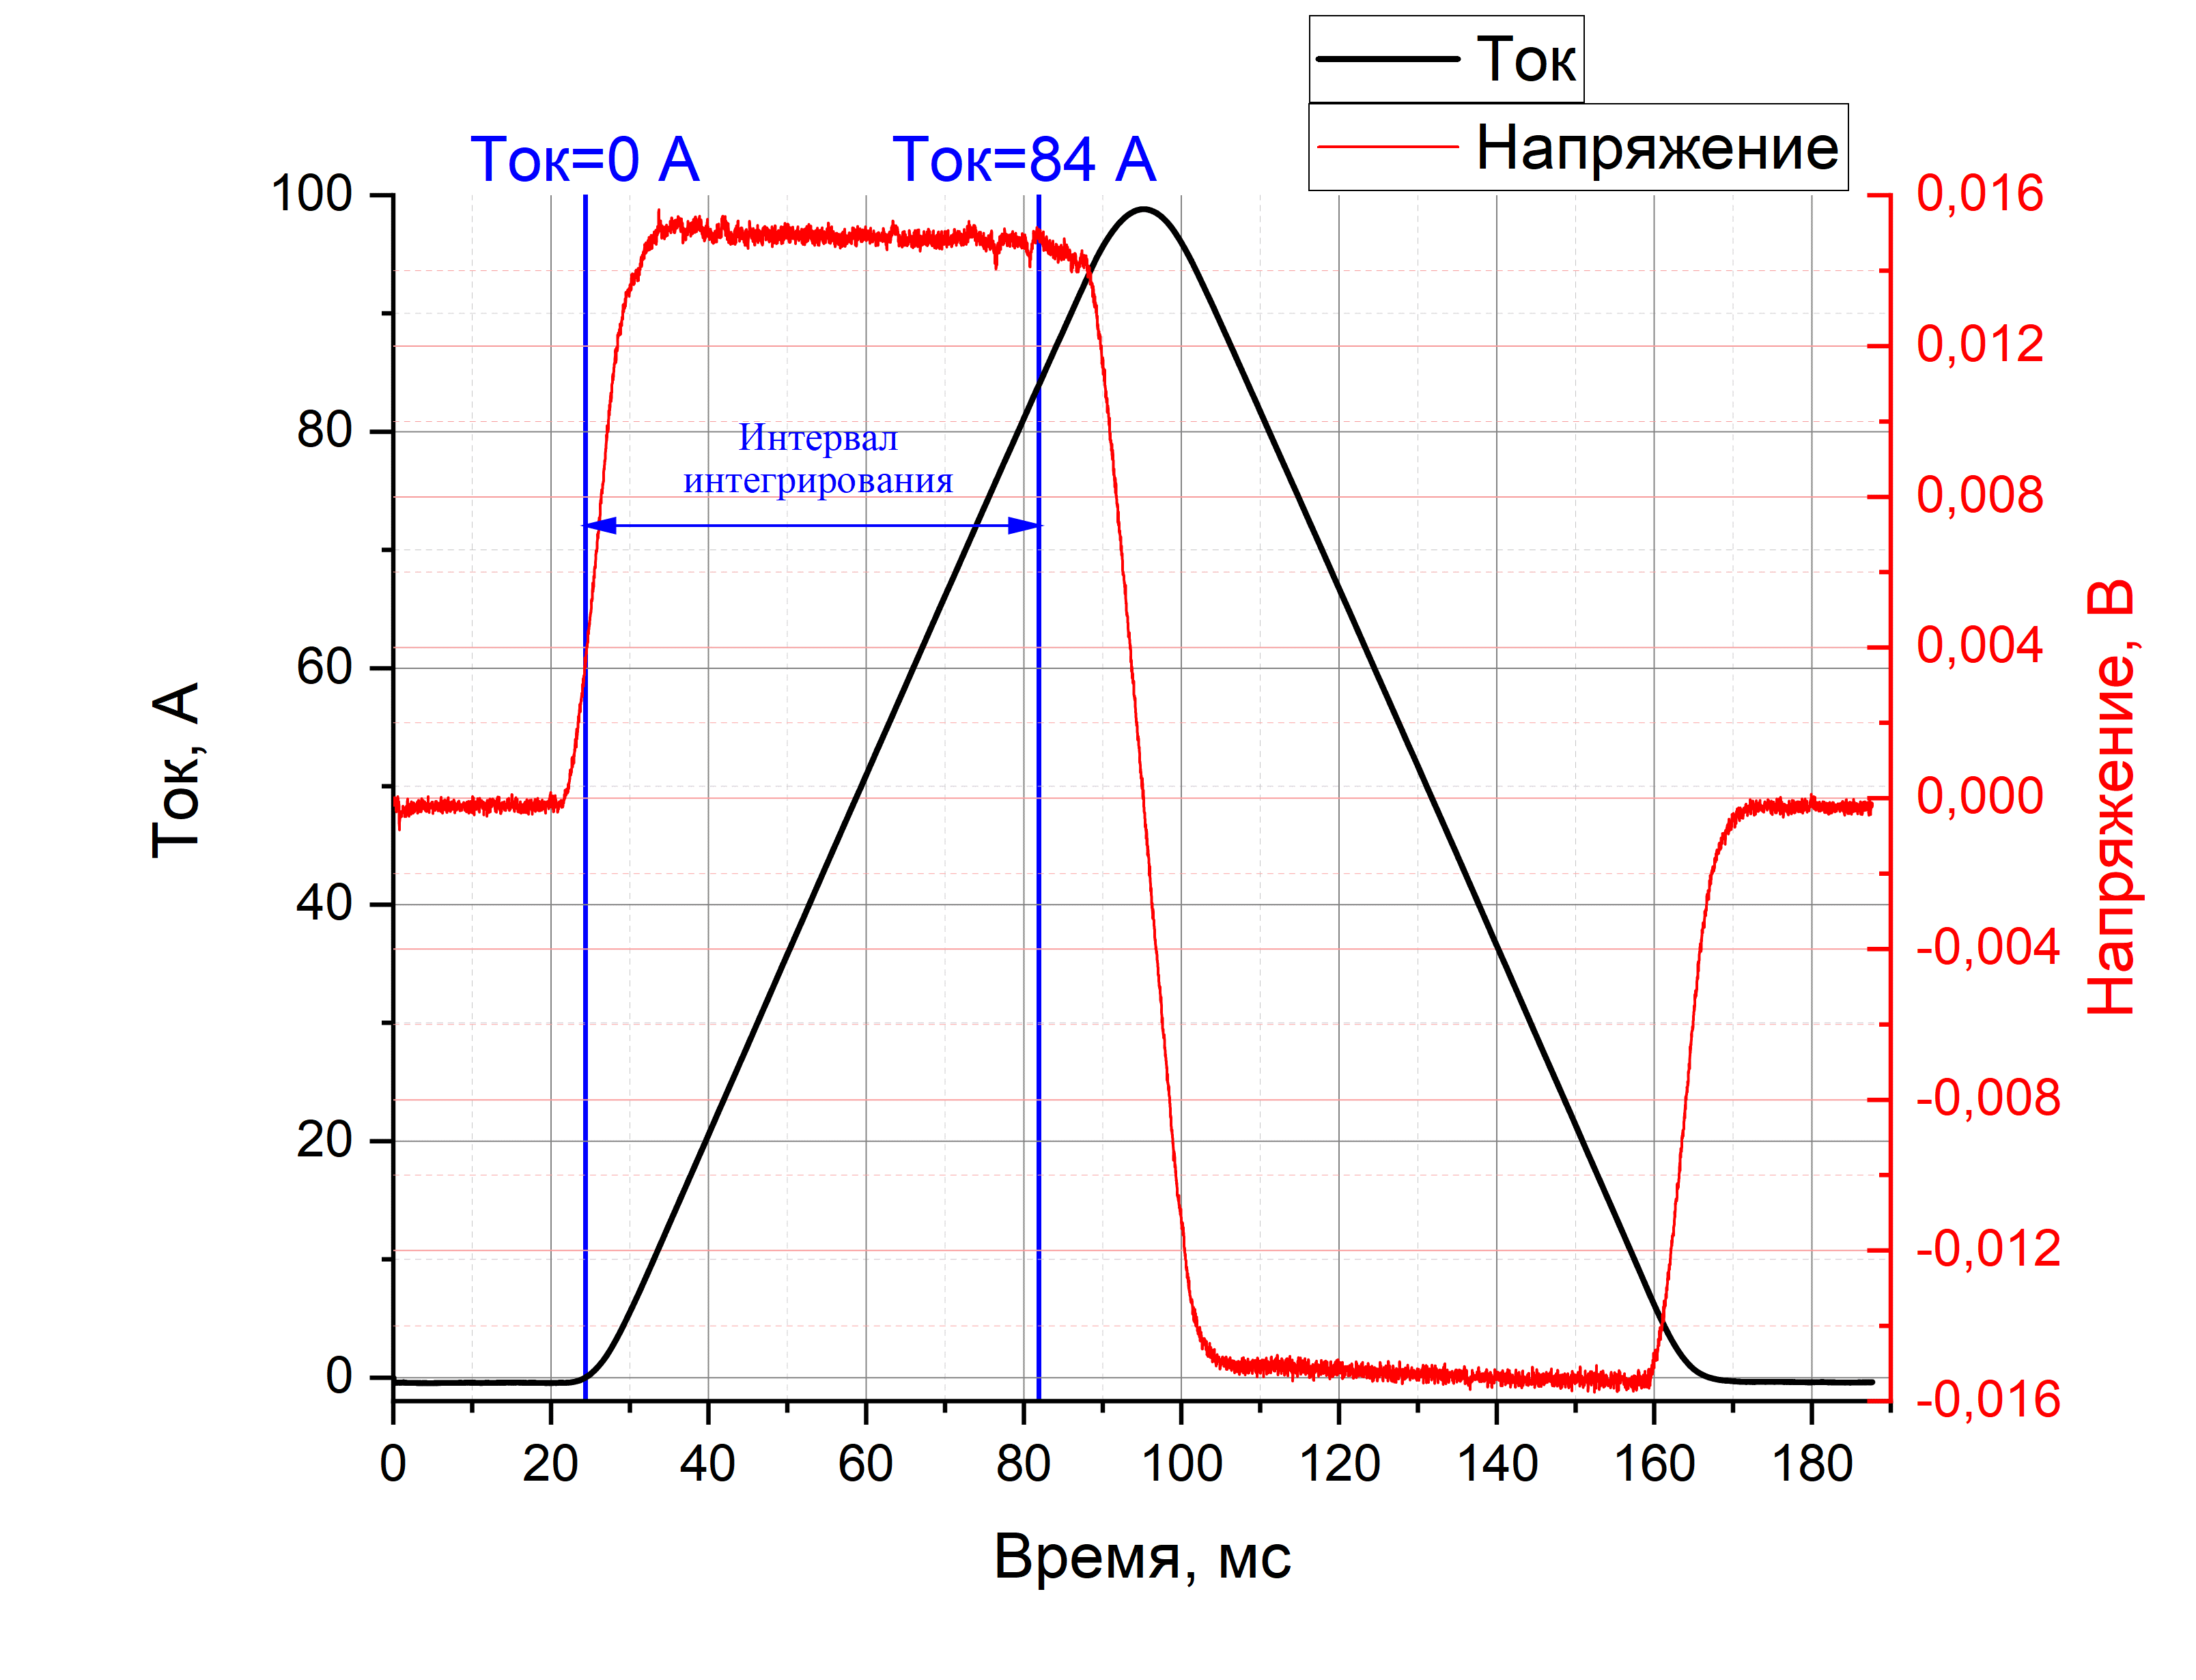 Ток
Напряжение
Ток=0 А
Ток=84 А
100
80
60
40
20
0
Ток, А
Интервал
интегрирования
0,016
0,012
0,008
0,004
0,000
-0,004
-0,008
-0,012
-0,016
Напряжение, В
0
20
40
60
80
100
120
140
160
180
Время, мс